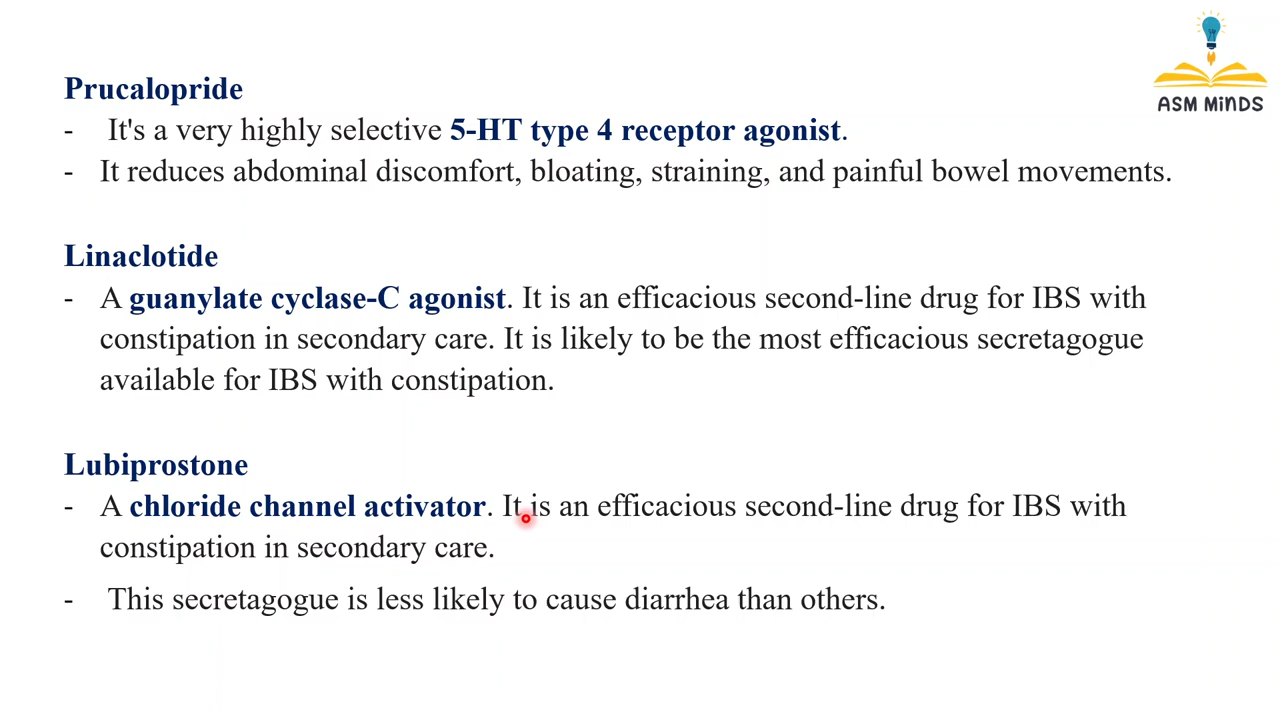 ASM MiNDS
Prucalopride
- It's a very highly selective 5-HT type 4 receptor agonist.
- It reduces abdominal discomfort, bloating, straining, and painful bowel movements.
Linaclotide
- A guanylate cyclase-C agonist. It is an efficacious second-line drug for IBS with
constipation in secondary care. It is likely to be the most efficacious secretagogue
available for IBS with constipation.
Lubiprostone
- A chloride channel activator. It is an efficacious second-line drug for IBS with
constipation in secondary care.
- This secretagogue is less likely to cause diarrhea than others.